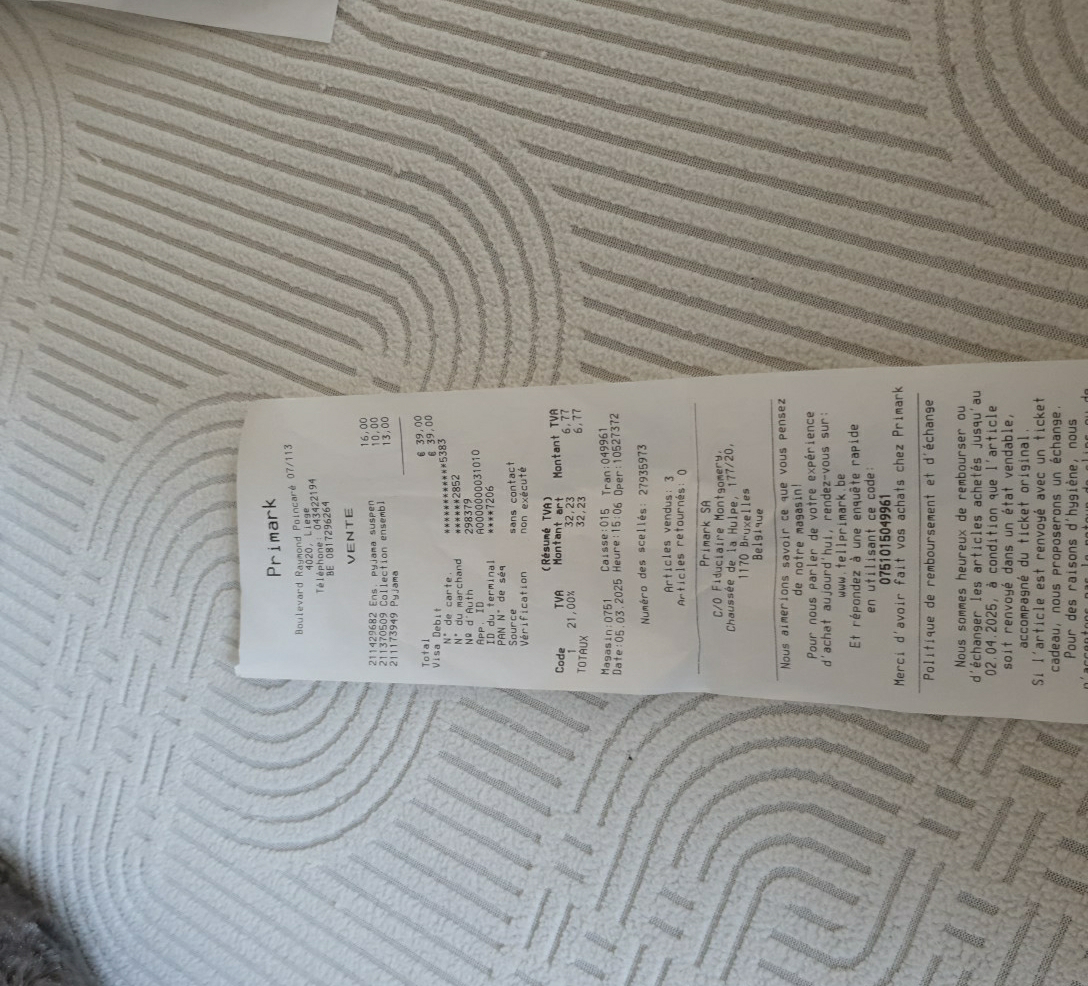 Primark
Boulevard Raymond Poincaré 07/113
4020, Liege
Téléphone: 043422194
BE 0817296264
VENTE
211429682 Ens pyjama suspen 16,00
211370509 Collection ensembl 10,00
211173949 Pyjama 13,00
Total € 39,00
Visa Debit € 39,00
N° de carte. ************5383
N° du marchand ******2852
Nº d'Auth 298379
App. ID A0000000031010
ID du terminal ****7206
PAN N° de séq
Source sans contact
Vérification non exécuté
(Résumé TVA)
Code TVA Montant art Montant TVA
1 21,00% 32,23 6,77
TOTAUX 32,23 6,77
Magasin:0751 Caisse:015 Tran:049961
Date:05.03.2025 Heure:15:06 Oper:10527372
Numéro des scellés: 27935973
Articles vendus: 3
Articles retournés: 0
Primark SA
C/O Fiduciaire Montgomery,
Chaussée de la Hulpe, 177/20,
1170 Bruxelles
Belgique
Nous aimerions savoir ce que vous pensez
de notre magasin!
Pour nous parler de votre expérience
d'achat aujourd'hui, rendez-vous sur:
www.tellprimark.be
Et répondez à une enquête rapide
en utilisant ce code:
075101504996​1
Merci d'avoir fait vos achats chez Primark
Politique de remboursement et d'échange
Nous sommes heureux de rembourser ou
d'échanger les articles achetés jusqu'au
02.04.2025, à condition que l'article
soit renvoyé dans un état vendable,
accompagné du ticket original.
Si l'article est renvoyé avec un ticket
cadeau, nous proposerons un échange.
Pour des raisons d'hygiène, nous